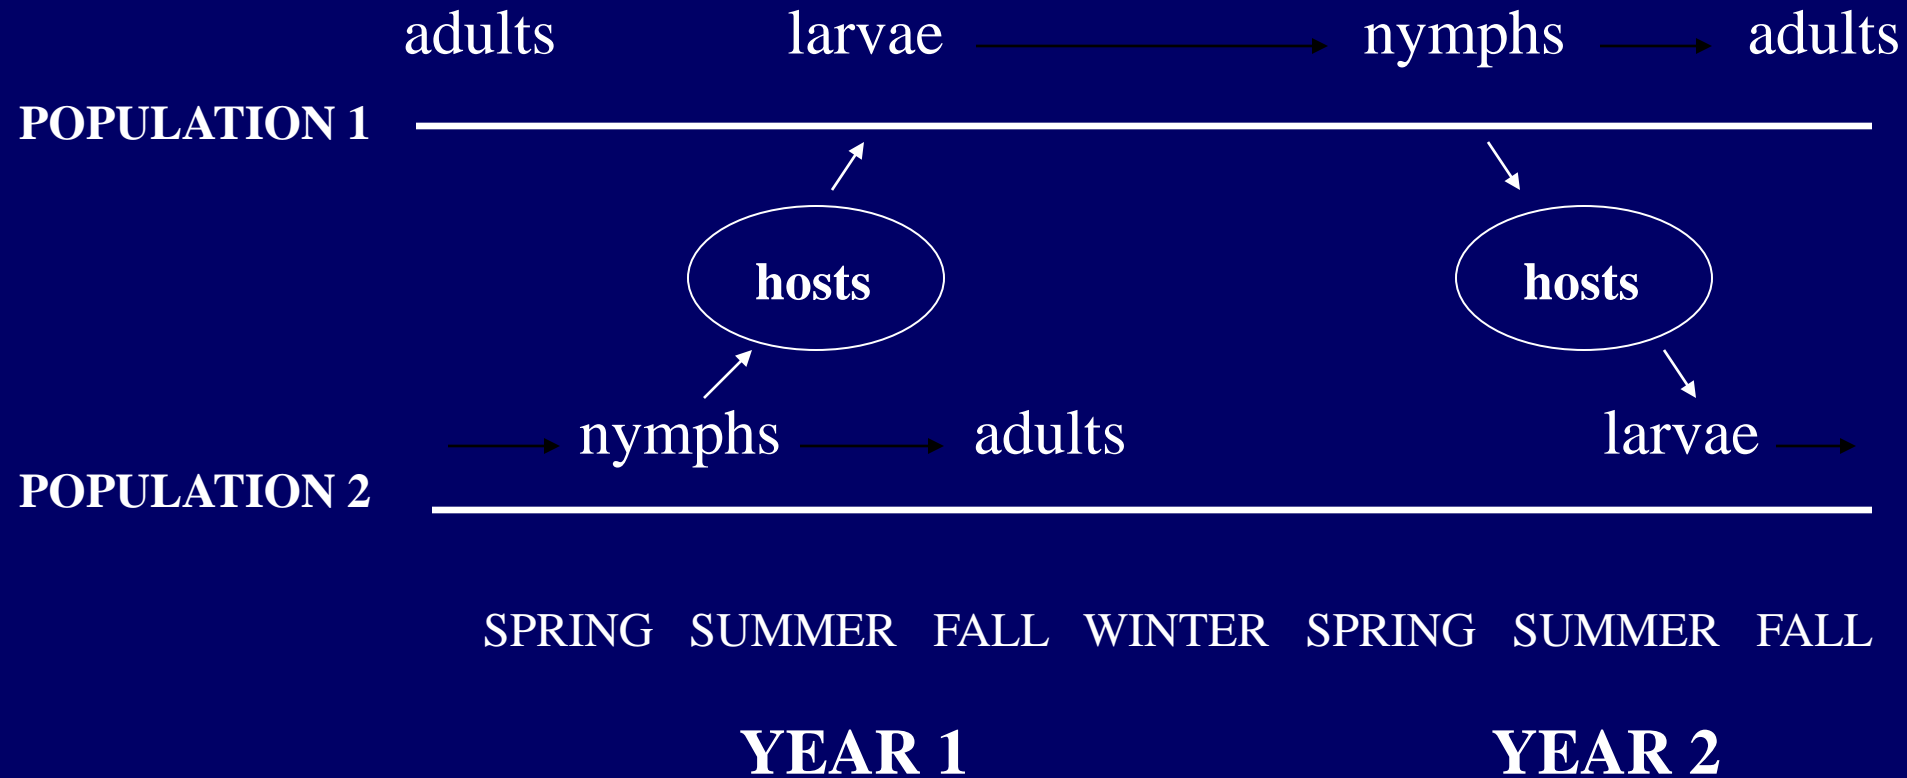 adults larvae nymphs adults
POPULATION 1
hosts hosts
nymphs adults larvae
POPULATION 2
SPRING SUMMER FALL WINTER SPRING SUMMER FALL
YEAR 1 YEAR 2